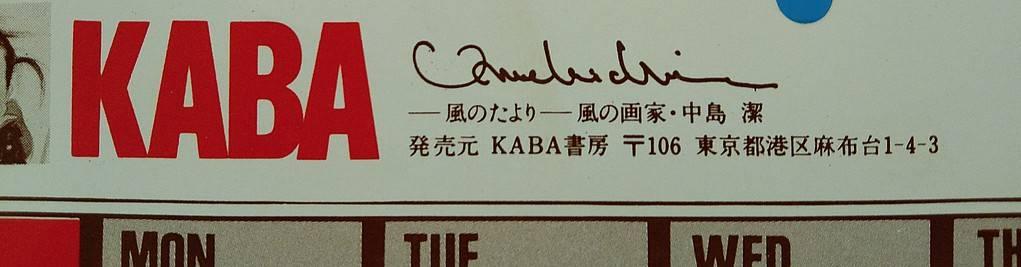 KABA
―風のたより―風の画家・中島 潔
発売元 KABA書房 〒106 東京都港区麻布台1-4-3
MON TUE WED TH